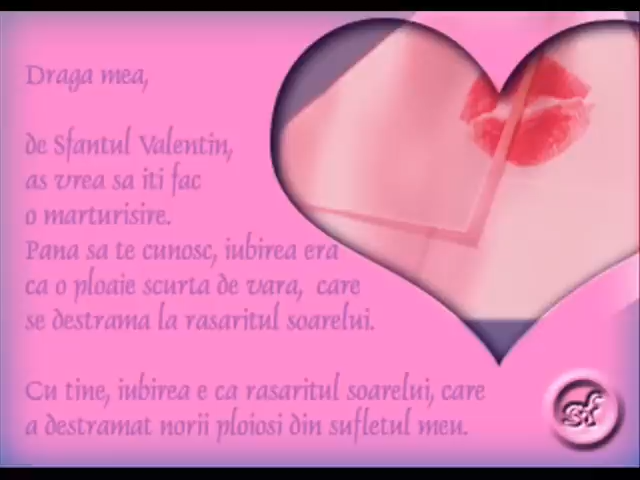 Draga mea,
de Sfantul Valentin,
as vrea sa iti fac
o marturisire.
Pana sa te cunosc, iubirea era
ca o ploaie scurta de vara, care
se destrama la rasaritul soarelui.
Cu tine, iubirea e ca rasaritul soarelui, care
a destramat norii ploiosi din sufletul meu.